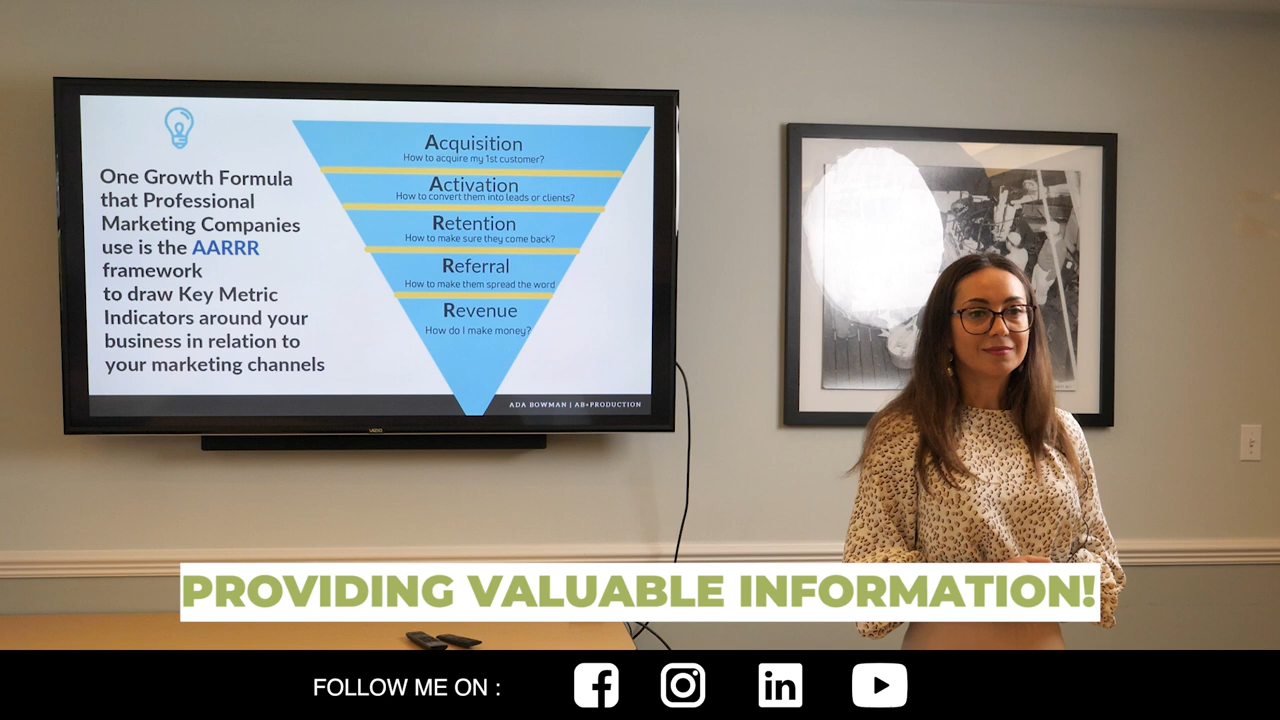 One Growth Formula
that Professional
Marketing Companies
use is the AARRR
framework
to draw Key Metric
Indicators around your
business in relation to
your marketing channels
Acquisition
How to acquire my 1st customer?
Activation
How to convert them into leads or clients?
Retention
How to make sure they come back?
Referral
How to make them spread the word
Revenue
How do I make money?
ADA BOWMAN | AB+PRODUCTION
VIZIO
PROVIDING VALUABLE INFORMATION!
FOLLOW ME ON :